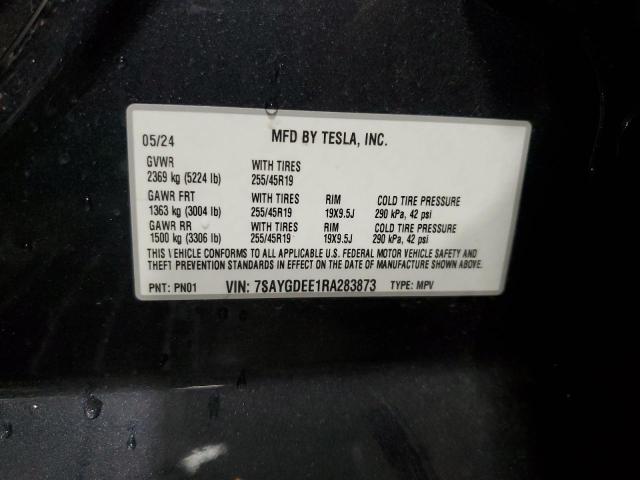 05/24 MFD BY TESLA, INC.
GVWR WITH TIRES
2369 kg (5224 lb) 255/45R19
GAWR FRT WITH TIRES RIM COLD TIRE PRESSURE
1363 kg (3004 lb) 255/45R19 19X9.5J 290 kPa, 42 psi
GAWR RR WITH TIRES RIM COLD TIRE PRESSURE
1500 kg (3306 lb) 255/45R19 19X9.5J 290 kPa, 42 psi
THIS VEHICLE CONFORMS TO ALL APPLICABLE U.S. FEDERAL MOTOR VEHICLE SAFETY AND
THEFT PREVENTION STANDARDS IN EFFECT ON THE DATE OF MANUFACTURE SHOWN ABOVE.
PNT: PN01 VIN: 7SAYGDEE1RA283873 TYPE: MPV